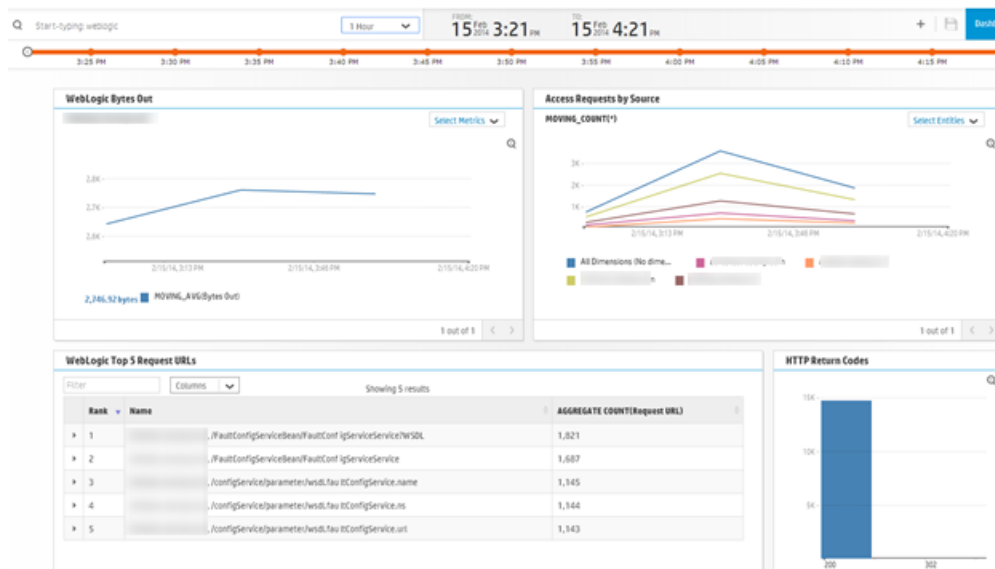 Start-typing weblogic
1 Hour
FROM:
15 Feb 2014 3:21 PM
TO:
15 Feb 2014 4:21 PM
+
3:25 PM 3:30 PM 3:35 PM 3:40 PM 3:45 PM 3:50 PM 3:55 PM 4:00 PM 4:05 PM 4:10 PM 4:15 PM
WebLogic Bytes Out
Select Metrics
2.8K
2.7K
2.6K
2/15/14, 3:13 PM 2/15/14, 3:46 PM 2/15/14, 4:20 PM
2,746.92 bytes MOVING_AVG(Bytes Out)
1 out of 1 < >
Access Requests by Source
MOVING_COUNT(*)
Select Entities
3K
2K
1K
2/15/14, 3:13 PM 2/15/14, 3:46 PM 2/15/14, 4:20 PM
All Dimensions (No dime...
1 out of 1 < >
WebLogic Top 5 Request URLs
Filter Columns Showing 5 results
Rank Name AGGREGATE COUNT(Request URL)
1 /FaultConfigServiceBean/FaultConfigServiceService?WSDL 1,821
2 /FaultConfigServiceBean/FaultConfigServiceService 1,687
3 /configService/parameter/wsdl.faultConfigService.name 1,145
4 /configService/parameter/wsdl.faultConfigService.ns 1,144
5 /configService/parameter/wsdl.faultConfigService.url 1,143
HTTP Return Codes
15K
10K
5K
200 302